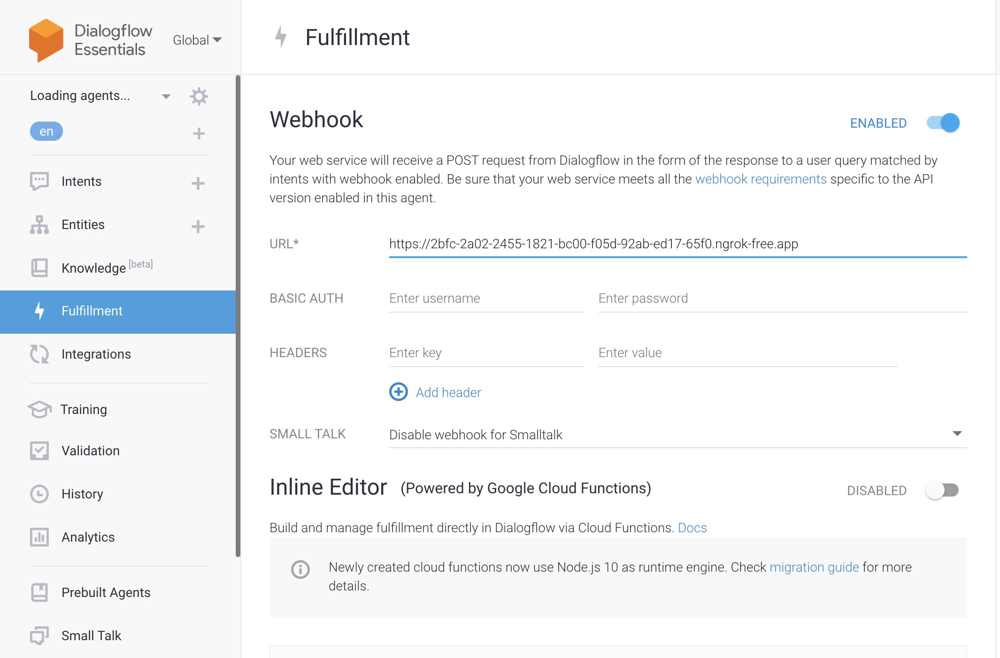 Dialogflow
Essentials
Global
Loading agents...
en
Intents
Entities
Knowledge [beta]
Fulfillment
Integrations
Training
Validation
History
Analytics
Prebuilt Agents
Small Talk
Fulfillment
Webhook
ENABLED
Your web service will receive a POST request from Dialogflow in the form of the response to a user query matched by
intents with webhook enabled. Be sure that your web service meets all the webhook requirements specific to the API
version enabled in this agent.
URL* https://2bfc-2a02-2455-1821-bc00-f05d-92ab-ed17-65f0.ngrok-free.app
BASIC AUTH Enter username Enter password
HEADERS Enter key Enter value
Add header
SMALL TALK Disable webhook for Smalltalk
Inline Editor (Powered by Google Cloud Functions) DISABLED
Build and manage fulfillment directly in Dialogflow via Cloud Functions. Docs
Newly created cloud functions now use Node.js 10 as runtime engine. Check migration guide for more
details.